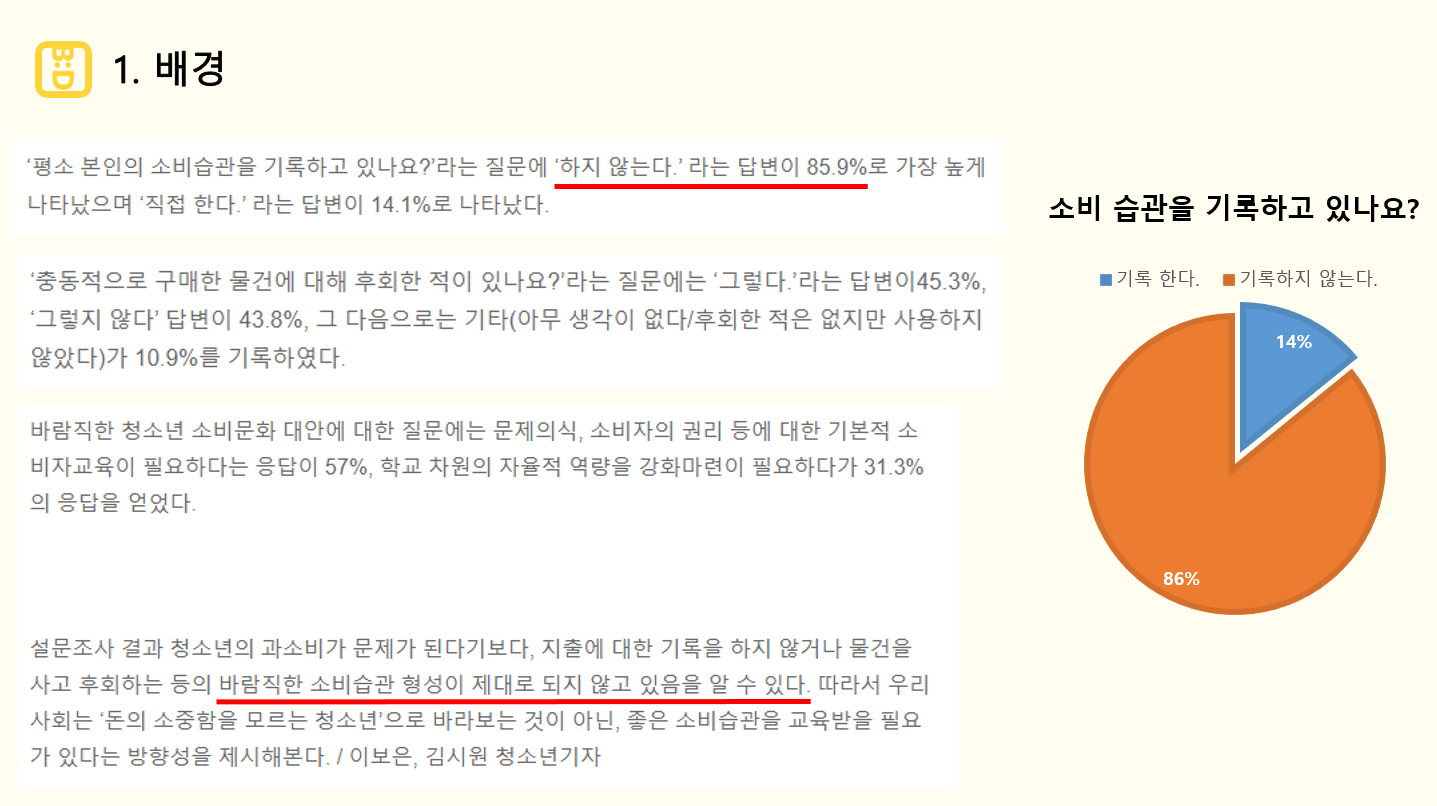 1. 배경
‘평소 본인의 소비습관을 기록하고 있나요?’라는 질문에 ‘하지 않는다.’ 라는 답변이 85.9%로 가장 높게
나타났으며 ‘직접 한다.’ 라는 답변이 14.1%로 나타났다.
‘충동적으로 구매한 물건에 대해 후회한 적이 있나요?’라는 질문에는 ‘그렇다.’라는 답변이45.3%,
‘그렇지 않다’ 답변이 43.8%, 그 다음으로는 기타(아무 생각이 없다/후회한 적은 없지만 사용하지
않았다)가 10.9%를 기록하였다.
바람직한 청소년 소비문화 대안에 대한 질문에는 문제의식, 소비자의 권리 등에 대한 기본적 소
비자교육이 필요하다는 응답이 57%, 학교 차원의 자율적 역량을 강화마련이 필요하다가 31.3%
의 응답을 얻었다.
설문조사 결과 청소년의 과소비가 문제가 된다기보다, 지출에 대한 기록을 하지 않거나 물건을
사고 후회하는 등의 바람직한 소비습관 형성이 제대로 되지 않고 있음을 알 수 있다. 따라서 우리
사회는 ‘돈의 소중함을 모르는 청소년’으로 바라보는 것이 아닌, 좋은 소비습관을 교육받을 필요
가 있다는 방향성을 제시해본다. / 이보은, 김시원 청소년기자
소비 습관을 기록하고 있나요?
기록 한다. 기록하지 않는다.
14%
86%